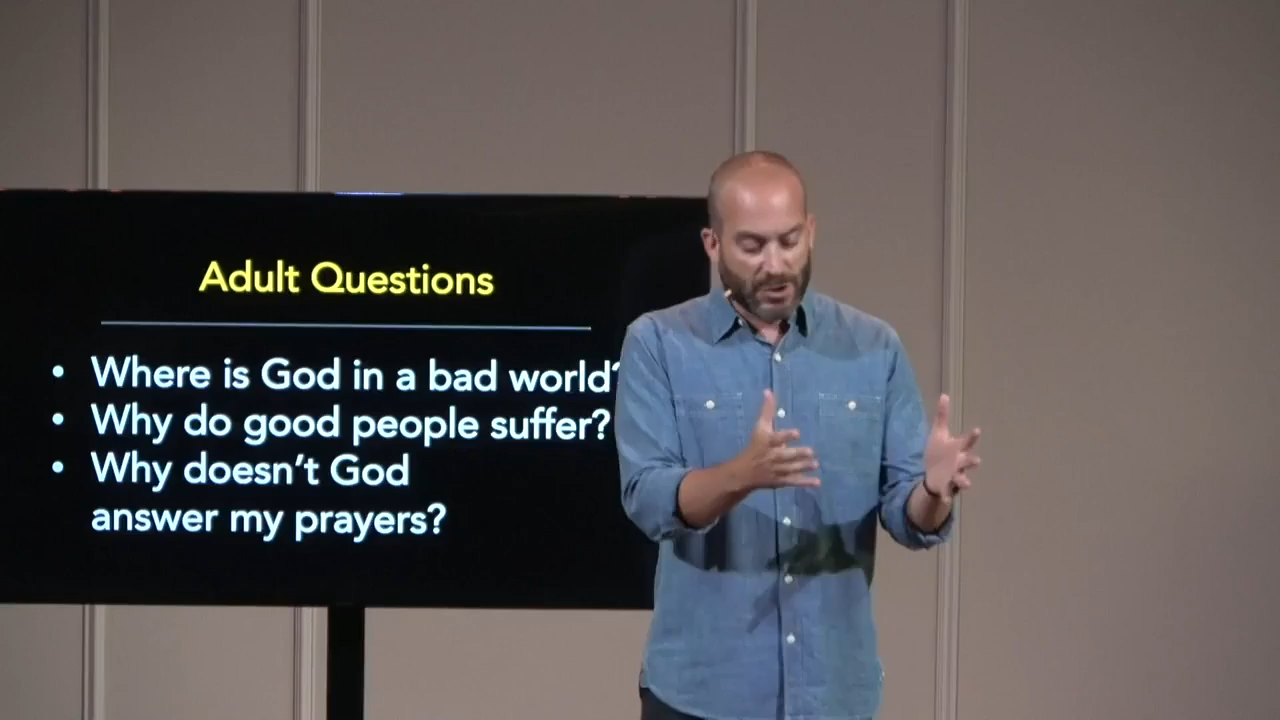 Adult Questions
• Where is God in a bad world?
• Why do good people suffer?
• Why doesn't God
answer my prayers?